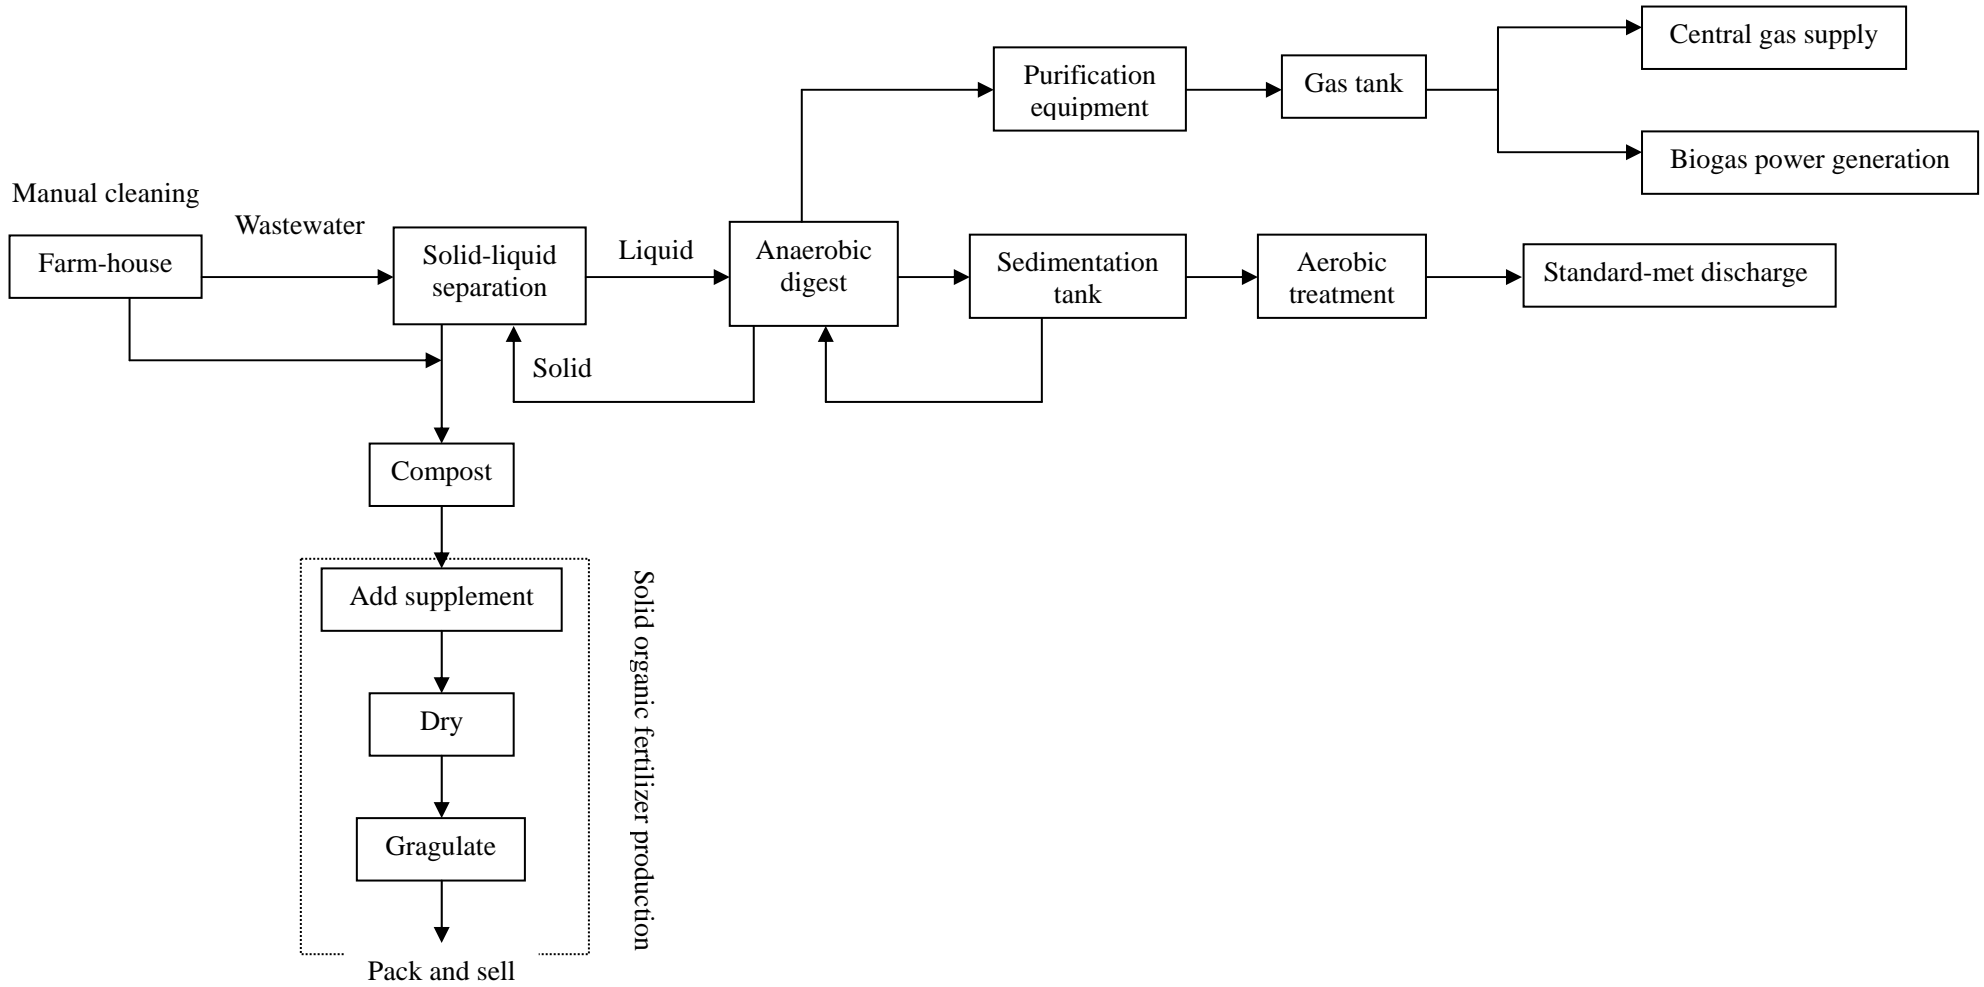 Central gas supply
Purification
equipment
Gas tank
Biogas power generation
Manual cleaning
Wastewater
Farm-house
Solid-liquid
separation
Liquid
Anaerobic
digest
Sedimentation
tank
Aerobic
treatment
Standard-met discharge
Solid
Compost
Add supplement
Dry
Gragulate
Pack and sell
Solid organic fertilizer production